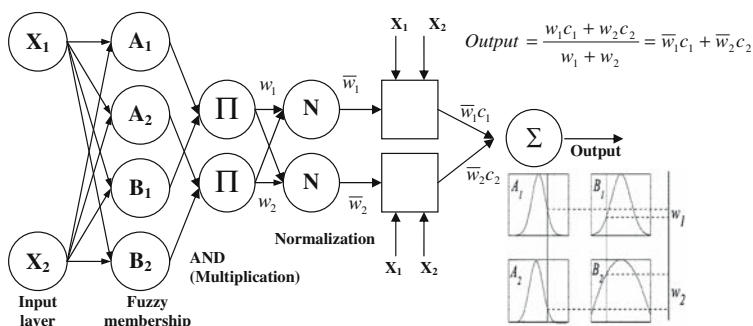 X₁ A₁ X₁ X₂ Output = (w₁c₁ + w₂c₂) / (w₁ + w₂) = w̅₁c₁ + w̅₂c₂
∏ w₁ N w̅₁ w̅₁c₁
A₂
Σ
Output
B₁ ∏ w₂ N w̅₂ w̅₂c₂
A₁ B₁ w₁
Normalization X₁ X₂
X₂ B₂ AND
(Multiplication)
A₂ B₂ w₂
Input
layer
Fuzzy
membership